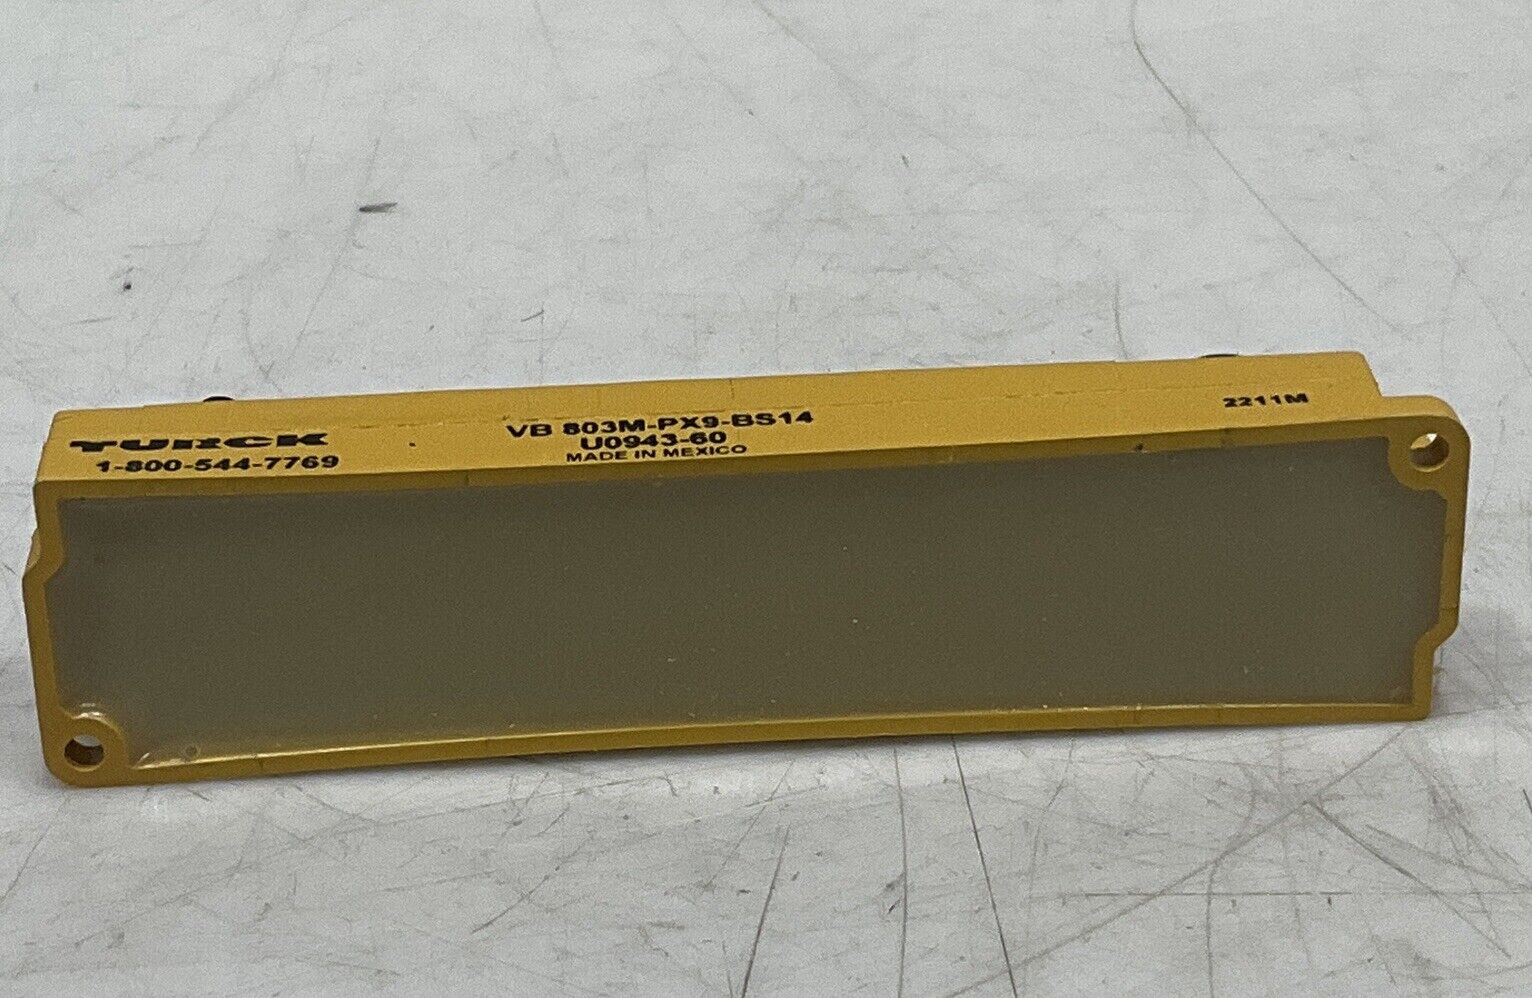 TURCK
1-800-544-7769
VB 803M-PX9-BS14
U0943-60
MADE IN MEXICO
2211M